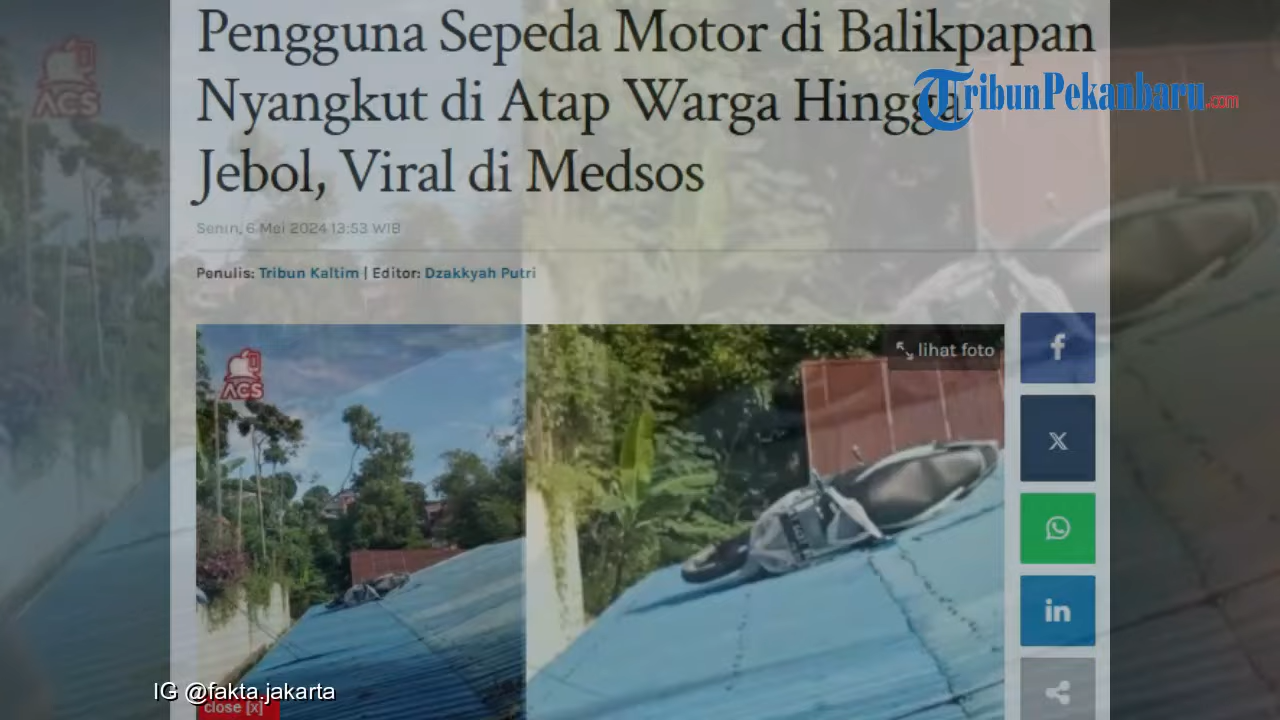 Pengguna Sepeda Motor di Balikpapan
Nyangkut di Atap Warga Hingga
Jebol, Viral di Medsos
TribunPekanbaru.com
Senin, 6 Mei 2024 13:53 WIB
Penulis: Tribun Kaltim | Editor: Dzakkyah Putri
ACS
ACS
lihat foto
f
X
in
IG @fakta.jakarta
close [x]